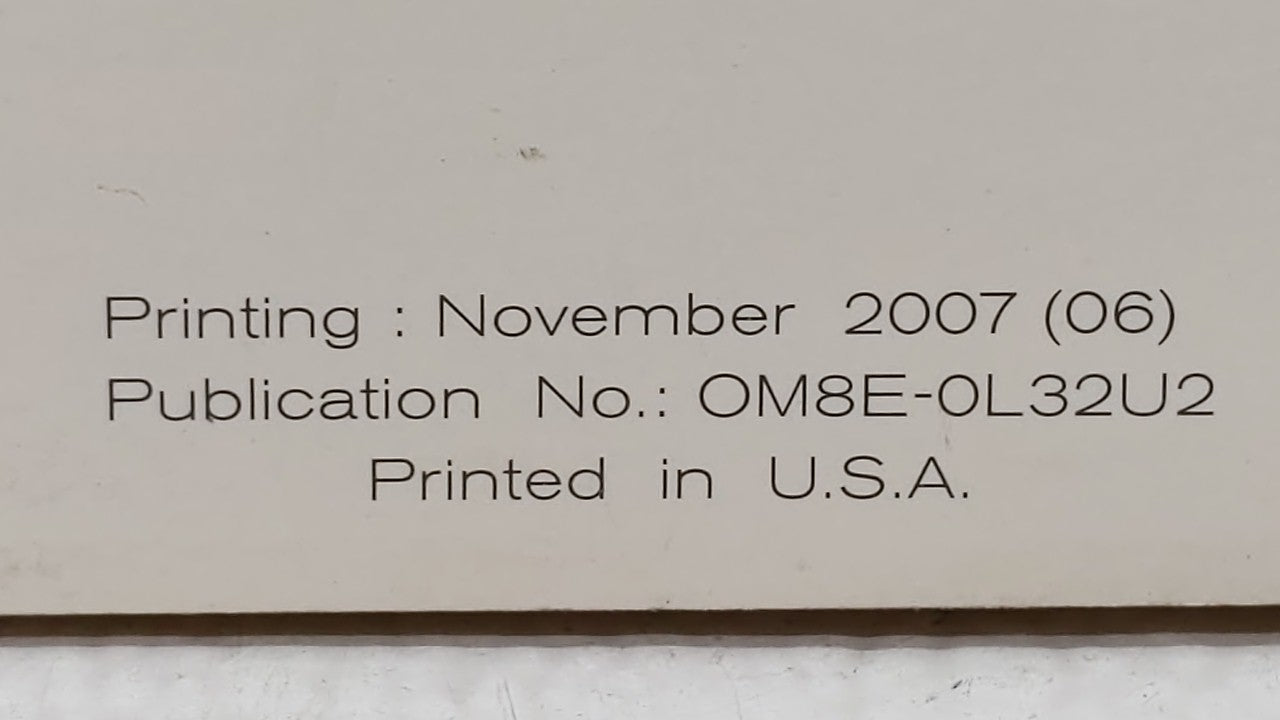 Printing : November 2007 (06)
Publication No.: OM8E-0L32U2
Printed in U.S.A.